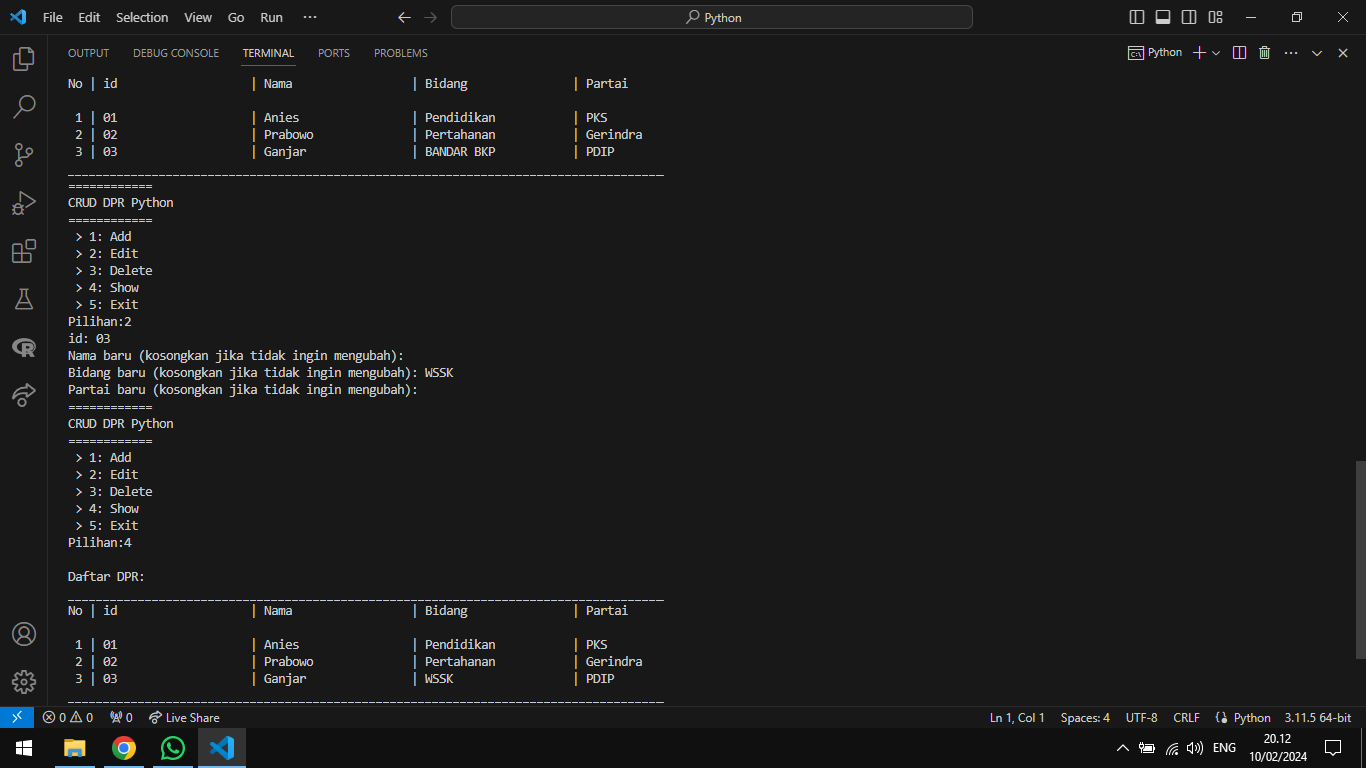 File Edit Selection View Go Run ··· Python
OUTPUT DEBUG CONSOLE TERMINAL PORTS PROBLEMS Python
No | id | Nama | Bidang | Partai
1 | 01 | Anies | Pendidikan | PKS
2 | 02 | Prabowo | Pertahanan | Gerindra
3 | 03 | Ganjar | BANDAR BKP | PDIP
_____________________________________________________________________________________
============
CRUD DPR Python
============
> 1: Add
> 2: Edit
> 3: Delete
> 4: Show
> 5: Exit
Pilihan:2
id: 03
Nama baru (kosongkan jika tidak ingin mengubah):
Bidang baru (kosongkan jika tidak ingin mengubah): WSSK
Partai baru (kosongkan jika tidak ingin mengubah):
============
CRUD DPR Python
============
> 1: Add
> 2: Edit
> 3: Delete
> 4: Show
> 5: Exit
Pilihan:4
Daftar DPR:
_____________________________________________________________________________________
No | id | Nama | Bidang | Partai
1 | 01 | Anies | Pendidikan | PKS
2 | 02 | Prabowo | Pertahanan | Gerindra
3 | 03 | Ganjar | WSSK | PDIP
_____________________________________________________________________________________
0 0 0 Live Share Ln 1, Col 1 Spaces: 4 UTF-8 CRLF Python 3.11.5 64-bit
ENG 20.12
10/02/2024